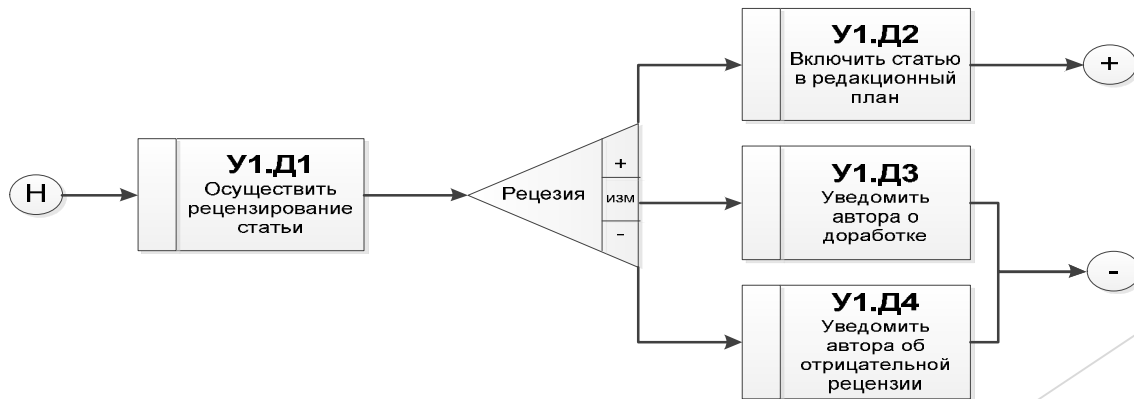 Н
У1.Д1
Осуществить
рецензирование
статьи
Рецезия
+
изм
-
У1.Д2
Включить статью
в редакционный
план
+
У1.Д3
Уведомить
автора о
доработке
У1.Д4
Уведомить
автора об
отрицательной
рецензии
-